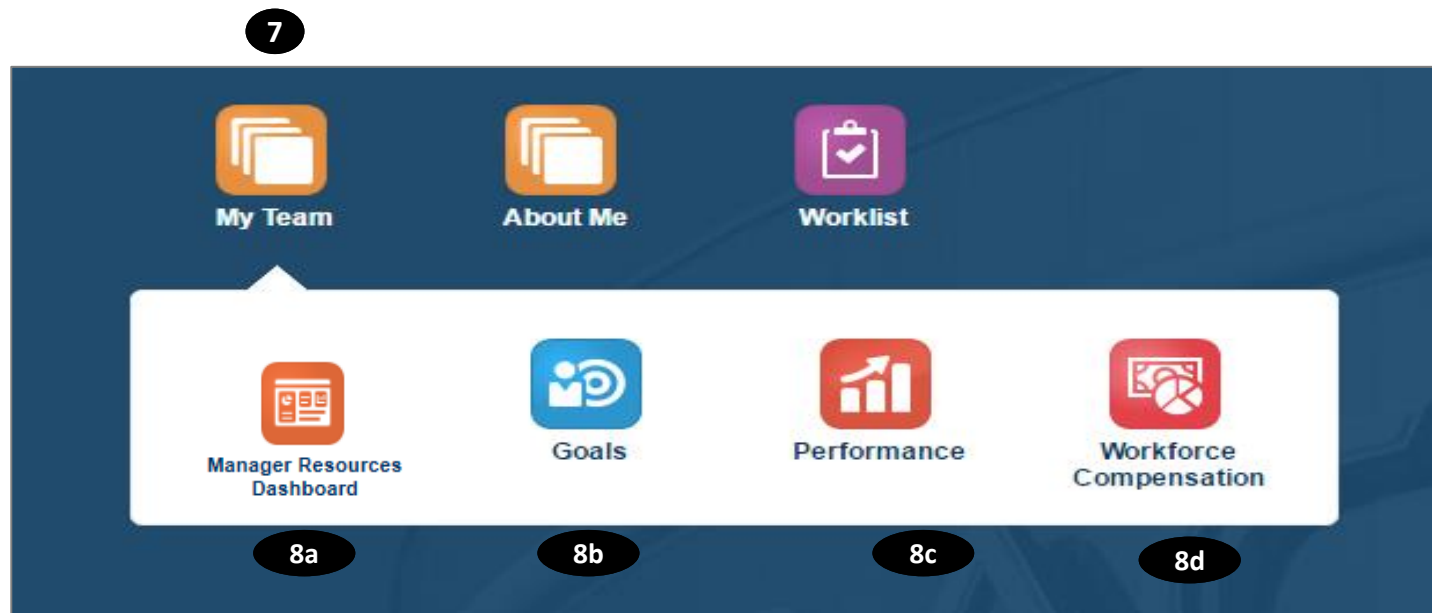 7
My Team
About Me
Worklist
Manager Resources
Dashboard
Goals
Performance
Workforce
Compensation
8a
8b
8c
8d